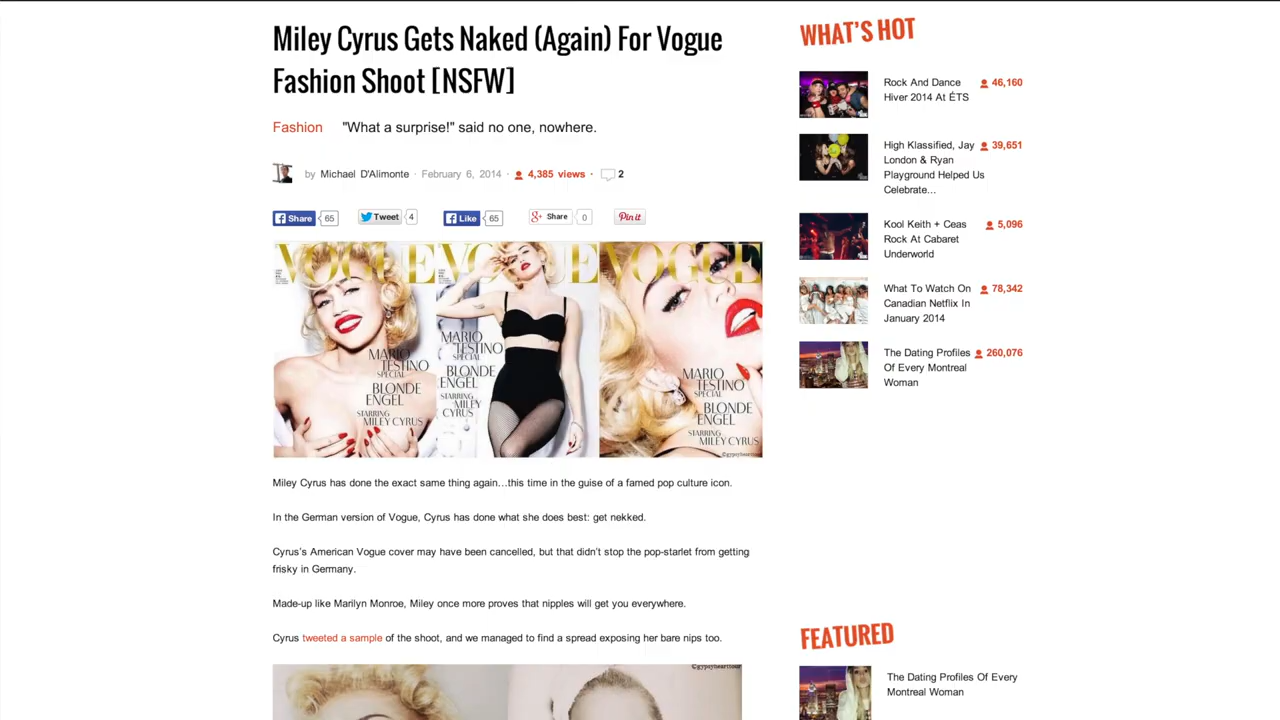 Miley Cyrus Gets Naked (Again) For Vogue
Fashion Shoot [NSFW]
Fashion "What a surprise!" said no one, nowhere.
by Michael D'Alimonte · February 6, 2014 · 4,385 views · 2
Share 65 Tweet 4 Like 65 Share 0 Pin it
VOGUE VOGUE VOGUE
MARIO
TESTINO
SPECIAL
BLONDE
ENGEL
STARRING
MILEY CYRUS
MARIO
TESTINO
SPECIAL
BLONDE
ENGEL
STARRING
MILEY
CYRUS
MARIO
TESTINO
SPECIAL
BLONDE
ENGEL
STARRING
MILEY CYRUS
©gypsyheart
Miley Cyrus has done the exact same thing again…this time in the guise of a famed pop culture icon.
In the German version of Vogue, Cyrus has done what she does best: get nekked.
Cyrus's American Vogue cover may have been cancelled, but that didn't stop the pop-starlet from getting
frisky in Germany.
Made-up like Marilyn Monroe, Miley once more proves that nipples will get you everywhere.
Cyrus tweeted a sample of the shoot, and we managed to find a spread exposing her bare nips too.
WHAT'S HOT
Rock And Dance 46,160
Hiver 2014 At ÉTS
High Klassified, Jay 39,651
London & Ryan
Playground Helped Us
Celebrate…
Kool Keith + Ceas 5,096
Rock At Cabaret
Underworld
What To Watch On 78,342
Canadian Netflix In
January 2014
The Dating Profiles 260,076
Of Every Montreal
Woman
FEATURED
The Dating Profiles Of Every
Montreal Woman